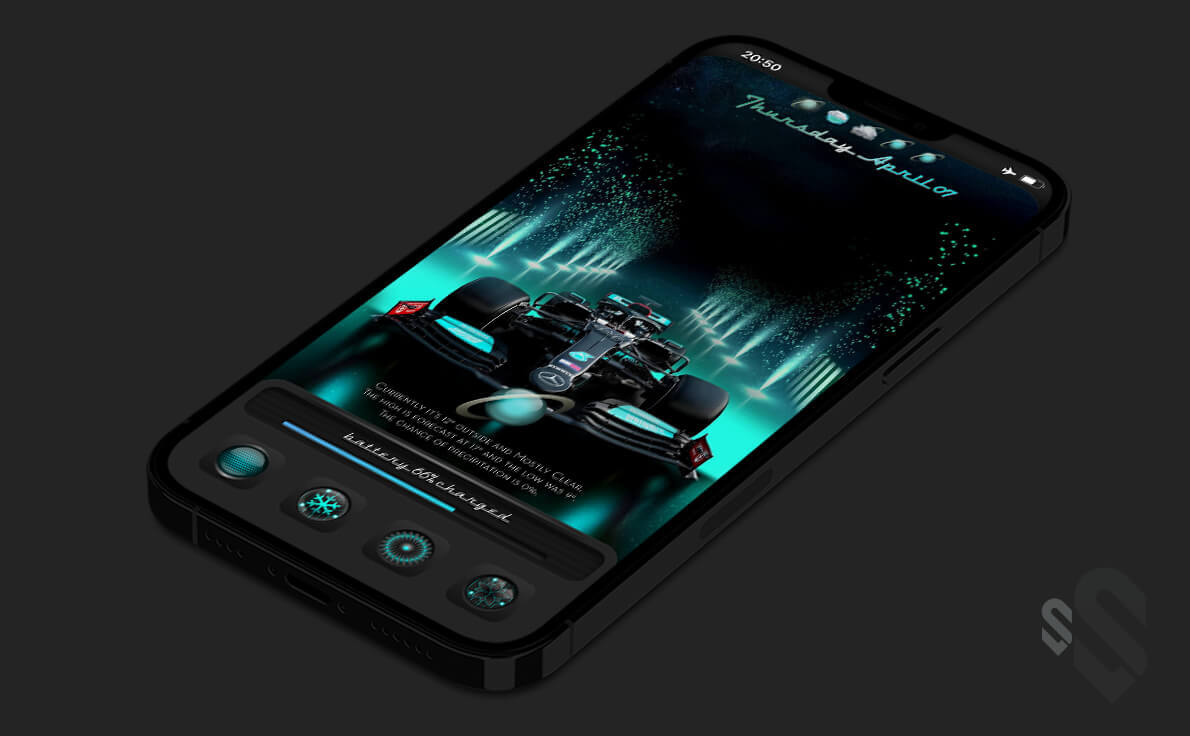 20:50
Thursday April 07
Currently it's 12° outside and Mostly Clear.
The high is forecast at 17° and the low was 9°.
The chance of precipitation is 0%.
battery 66% charged